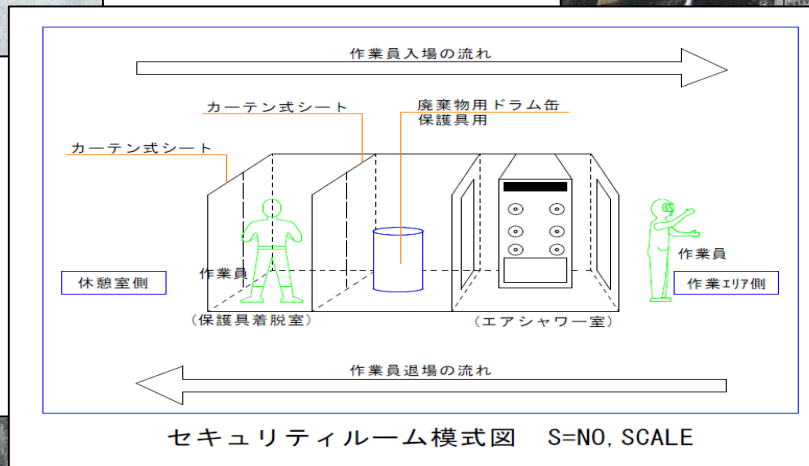 作業員入場の流れ
カーテン式シート
廃棄物用ドラム缶
保護具用
カーテン式シート
作業員
作業員
休憩室側
作業エリア側
(保護具着脱室)
(エアシャワー室)
作業員退場の流れ
セキュリティルーム模式図 S=NO,SCALE